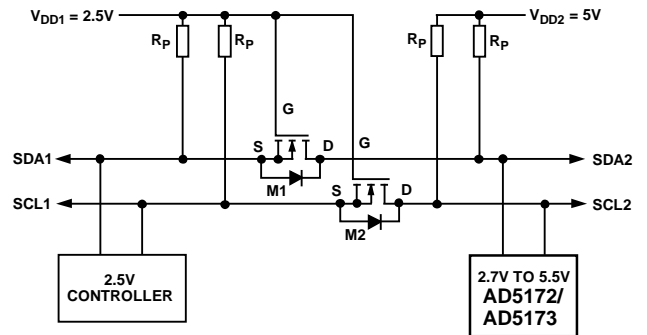 VDD1 = 2.5V
VDD2 = 5V
RP
RP
RP
RP
G
S
D
G
SDA1
SDA2
M1
S
D
SCL1
SCL2
M2
2.5V
CONTROLLER
2.7V TO 5.5V
AD5172/
AD5173